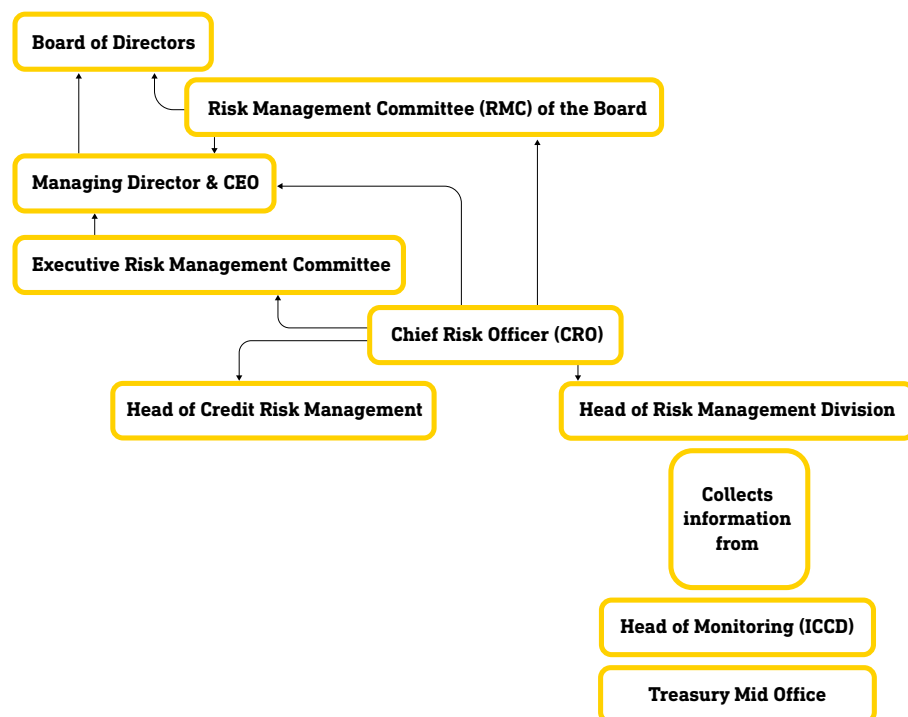 Board of Directors
Risk Management Committee (RMC) of the Board
Managing Director & CEO
Executive Risk Management Committee
Chief Risk Officer (CRO)
Head of Credit Risk Management
Head of Risk Management Division
Collects
information
from
Head of Monitoring (ICCD)
Treasury Mid Office